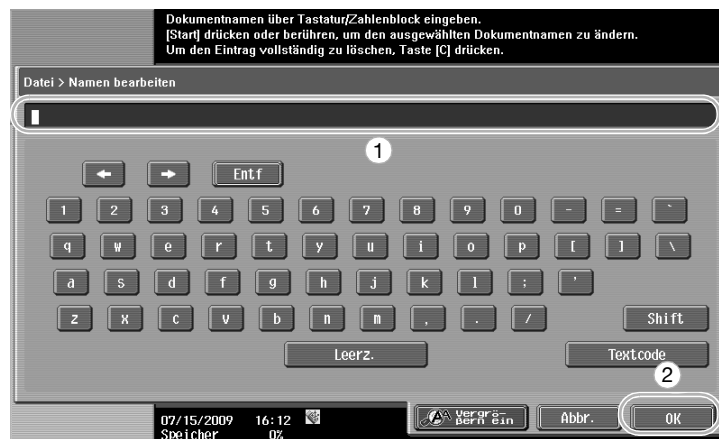 Dokumentnamen über Tastatur/Zahlenblock eingeben.
[Start] drücken oder berühren, um den ausgewählten Dokumentnamen zu ändern.
Um den Eintrag vollständig zu löschen, Taste [C] drücken.
Datei > Namen bearbeiten
1
← → Entf
1 2 3 4 5 6 7 8 9 0 - = `
q w e r t y u i o p [ ] \
a s d f g h j k l ; '
z x c v b n m , . / Shift
Leerz. Textcode
2
07/15/2009 16:12 Vergrö-
bern ein Abbr. OK
Speicher 0%